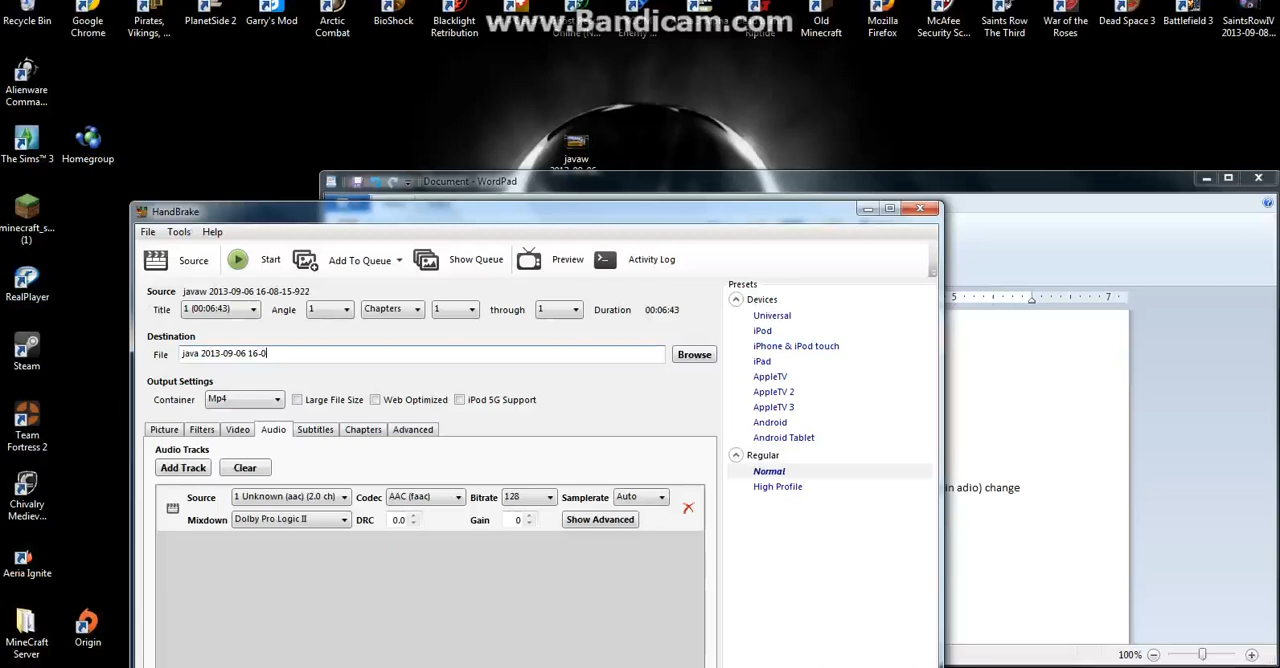 www.Bandicam.com
Recycle Bin
Google Chrome
Pirates, Vikings, ...
PlanetSide 2
Garry's Mod
Arctic Combat
BioShock
Blacklight Retribution
Old Minecraft
Mozilla Firefox
McAfee Security Sc...
Saints Row The Third
War of the Roses
Dead Space 3
Battlefield 3
SaintsRowIV 2013-09-08...
Alienware Comma...
The Sims™ 3
Homegroup
minecraft_s... (1)
RealPlayer
Steam
Team Fortress 2
Chivalry Mediev...
Aeria Ignite
MineCraft Server
Origin
javaw
Document - WordPad
HandBrake
File Tools Help
Source Start Add To Queue Show Queue Preview Activity Log
Source javaw 2013-09-06 16-08-15-922
Title 1 (00:06:43) Angle 1 Chapters 1 through 1 Duration 00:06:43
Destination
File java 2013-09-06 16-0 Browse
Output Settings
Container Mp4 Large File Size Web Optimized iPod 5G Support
Picture Filters Video Audio Subtitles Chapters Advanced
Audio Tracks
Add Track Clear
Source 1 Unknown (aac) (2.0 ch) Codec AAC (faac) Bitrate 128 Samplerate Auto
Mixdown Dolby Pro Logic II DRC 0.0 Gain 0 Show Advanced
Presets
Devices
Universal
iPod
iPhone & iPod touch
iPad
AppleTV
AppleTV 2
AppleTV 3
Android
Android Tablet
Regular
Normal
High Profile
5 7
in adio) change
100%